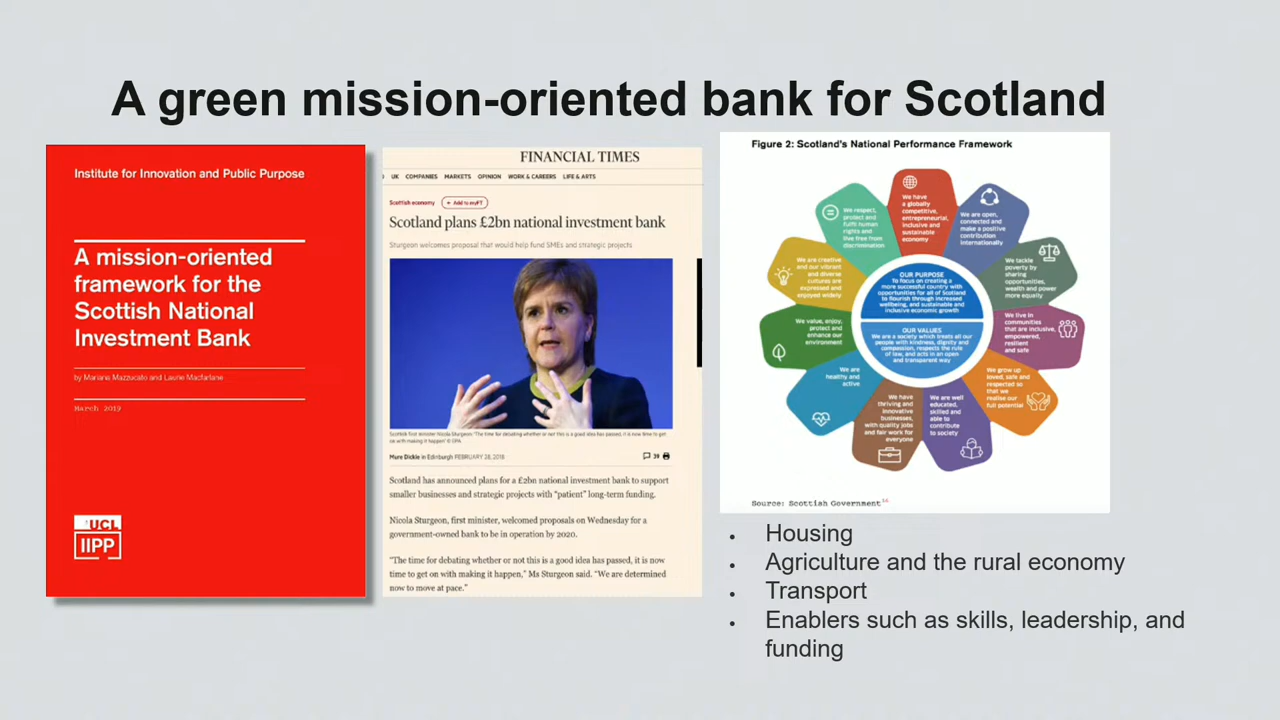 A green mission-oriented bank for Scotland
Institute for Innovation and Public Purpose
A mission-oriented
framework for the
Scottish National
Investment Bank
by Mariana Mazzucato and Laurie Macfarlane
March 2019
UCL
IIPP
FINANCIAL TIMES
UK COMPANIES MARKETS OPINION WORK & CAREERS LIFE & ARTS
Scottish economy + Add to myFT
Scotland plans £2bn national investment bank
Sturgeon welcomes proposal that would help fund SMEs and strategic projects
Scottish first minister Nicola Sturgeon: 'The time for debating whether or not this is a good idea has passed, it is now time to get
on with making it happen' © EPA
Mure Dickie in Edinburgh FEBRUARY 28, 2018
39
Scotland has announced plans for a £2bn national investment bank to support
smaller businesses and strategic projects with "patient" long-term funding.
Nicola Sturgeon, first minister, welcomed proposals on Wednesday for a
government-owned bank to be in operation by 2020.
"The time for debating whether or not this is a good idea has passed, it is now
time to get on with making it happen," Ms Sturgeon said. "We are determined
now to move at pace."
Figure 2: Scotland's National Performance Framework
We have
a globally
competitive,
entrepreneurial,
inclusive and
sustainable
economy
We are open,
connected and
make a positive
contribution
internationally
We tackle
poverty by
sharing
opportunities,
wealth and power
more equally
We live in
communities
that are inclusive,
empowered,
resilient
and safe
We grow up
loved, safe and
respected so
that we
realise our
full potential
We are well
educated,
skilled and
able to
contribute
to society
We have
thriving and
innovative
businesses,
with quality jobs
and fair work for
everyone
We are
healthy and
active
We value, enjoy,
protect and
enhance our
environment
We are creative
and our vibrant
and diverse
cultures are
expressed and
enjoyed widely
We respect,
protect and
fulfil human
rights and
live free from
discrimination
OUR PURPOSE
To focus on creating a
more successful country with
opportunities for all of Scotland
to flourish through increased
wellbeing, and sustainable and
inclusive economic growth
OUR VALUES
We are a society which treats all our
people with kindness, dignity and
compassion, respects the rule
of law, and acts in an open
and transparent way
Source: Scottish Government
• Housing
• Agriculture and the rural economy
• Transport
• Enablers such as skills, leadership, and
funding